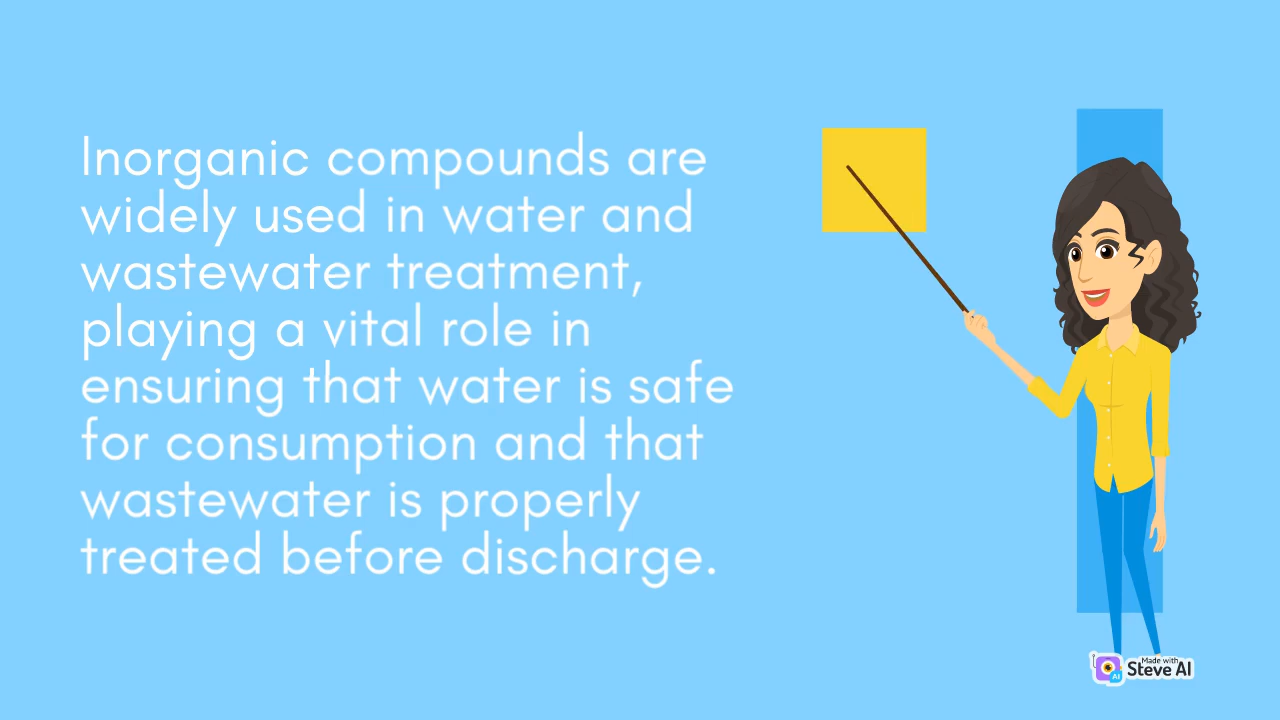 Inorganic compounds are
widely used in water and
wastewater treatment,
playing a vital role in
ensuring that water is safe
for consumption and that
wastewater is properly
treated before discharge.
Made with
Steve AI
AI